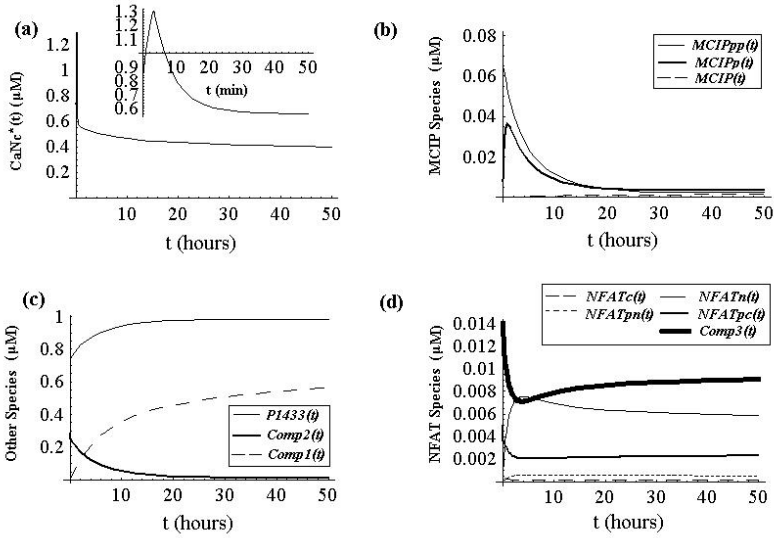 (a)
CaNc*(t) (µM)
1.2
1
0.8
0.6
0.4
0.2
10 20 30 40 50
t (hours)
1.3
1.2
1.1
0.9
0.8
0.7
0.6
10 20 30 40 50
t (min)
(b)
MCIP Species (µM)
0.08
0.06
0.04
0.02
10 20 30 40 50
t (hours)
MCIPpp(t)
MCIPp(t)
MCIP(t)
(c)
Other Species (µM)
1
0.8
0.6
0.4
0.2
10 20 30 40 50
t (hours)
P1433(t)
Comp2(t)
Comp1(t)
(d)
NFATc(t) NFATn(t)
NFATpn(t) NFATpc(t)
Comp3(t)
NFAT Species (µM)
0.014
0.012
0.01
0.008
0.006
0.004
0.002
10 20 30 40 50
t (hours)